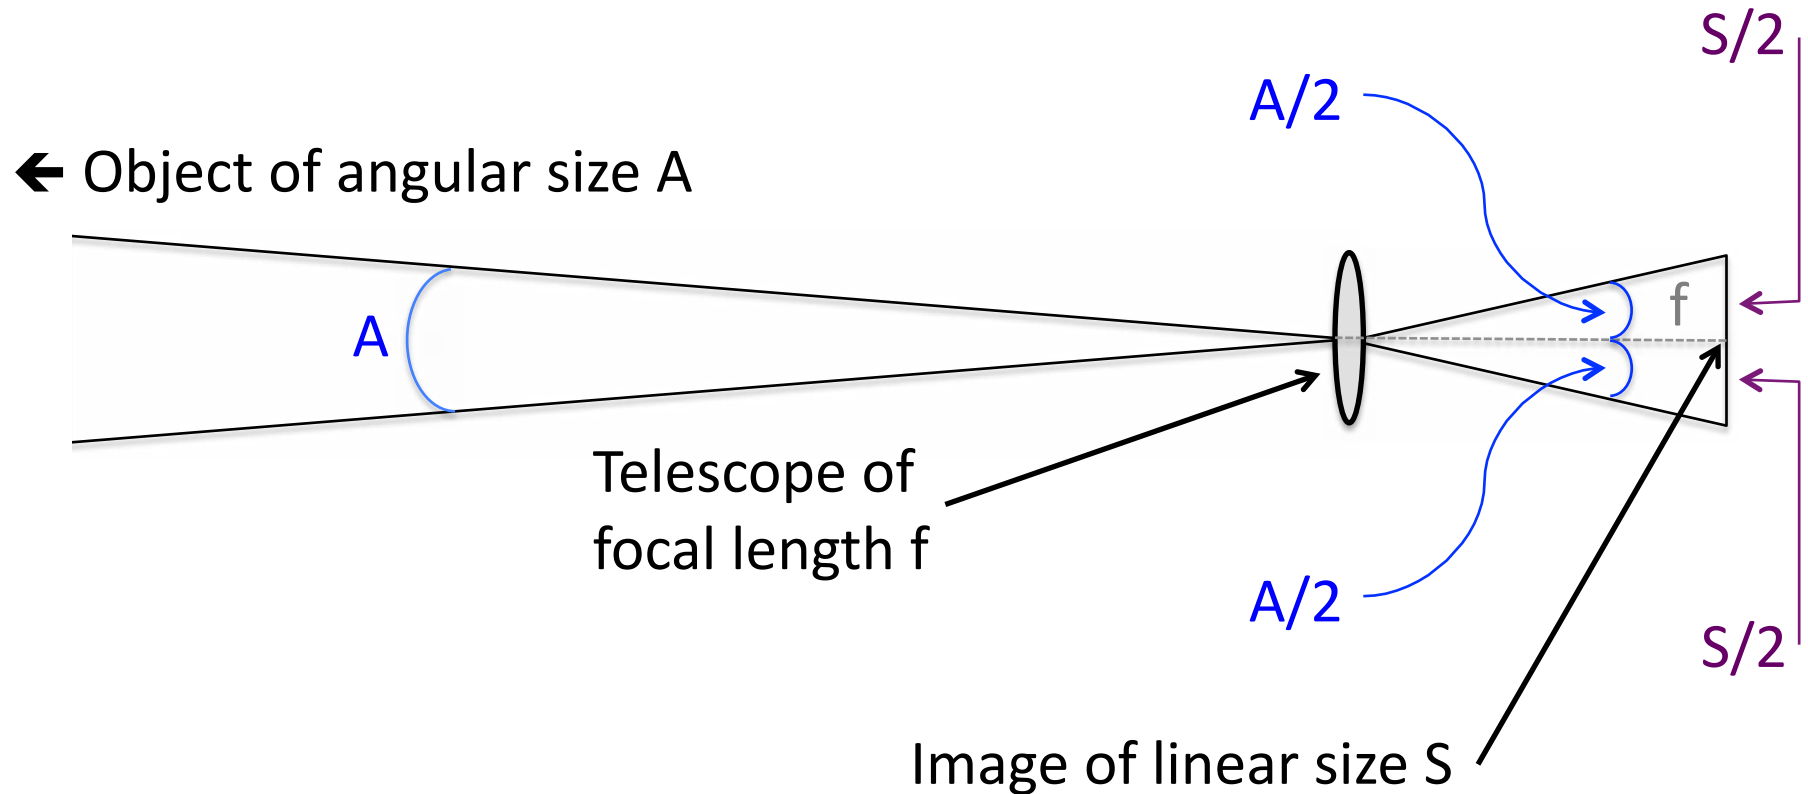 S/2
A/2
← Object of angular size A
f
A
Telescope of
focal length f
A/2
S/2
Image of linear size S